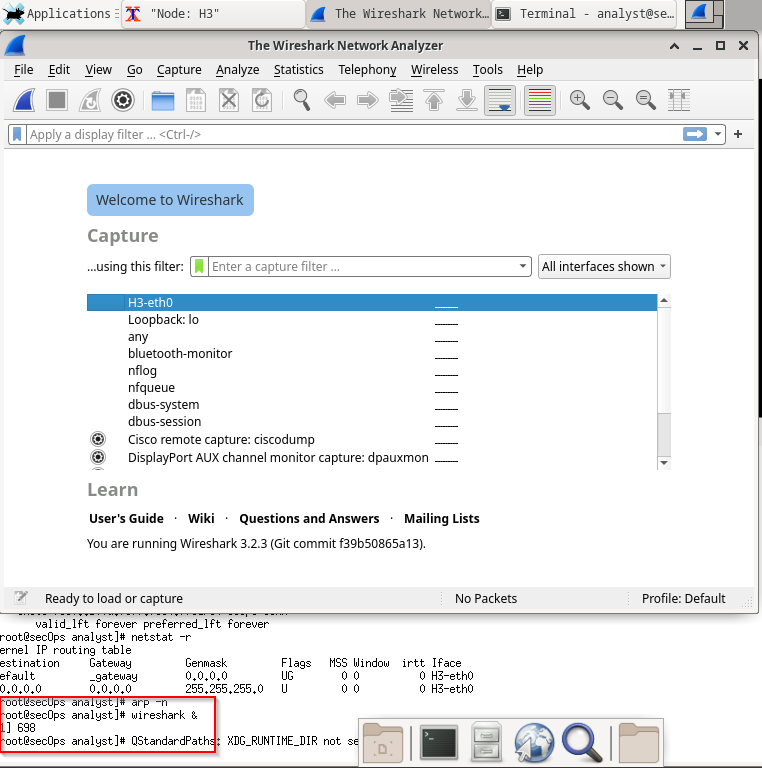 Applications
"Node: H3"
The Wireshark Network...
Terminal - analyst@se...
The Wireshark Network Analyzer
File Edit View Go Capture Analyze Statistics Telephony Wireless Tools Help
Apply a display filter ... <Ctrl-/>
Welcome to Wireshark
Capture
...using this filter: Enter a capture filter ... All interfaces shown
H3-eth0
Loopback: lo
any
bluetooth-monitor
nflog
nfqueue
dbus-system
dbus-session
Cisco remote capture: ciscodump
DisplayPort AUX channel monitor capture: dpauxmon
Learn
User's Guide · Wiki · Questions and Answers · Mailing Lists
You are running Wireshark 3.2.3 (Git commit f39b50865a13).
Ready to load or capture No Packets Profile: Default
valid_lft forever preferred_lft forever
root@secOps analyst]# netstat -r
ernel IP routing table
estination Gateway Genmask Flags MSS Window irtt Iface
efault _gateway 0.0.0.0 UG 0 0 0 H3-eth0
0.0.0.0 0.0.0.0 255.255.255.0 U 0 0 0 H3-eth0
root@secOps analyst]# arp -n
root@secOps analyst]# wireshark &
1] 698
root@secOps analyst]# QStandardPaths: XDG_RUNTIME_DIR not se